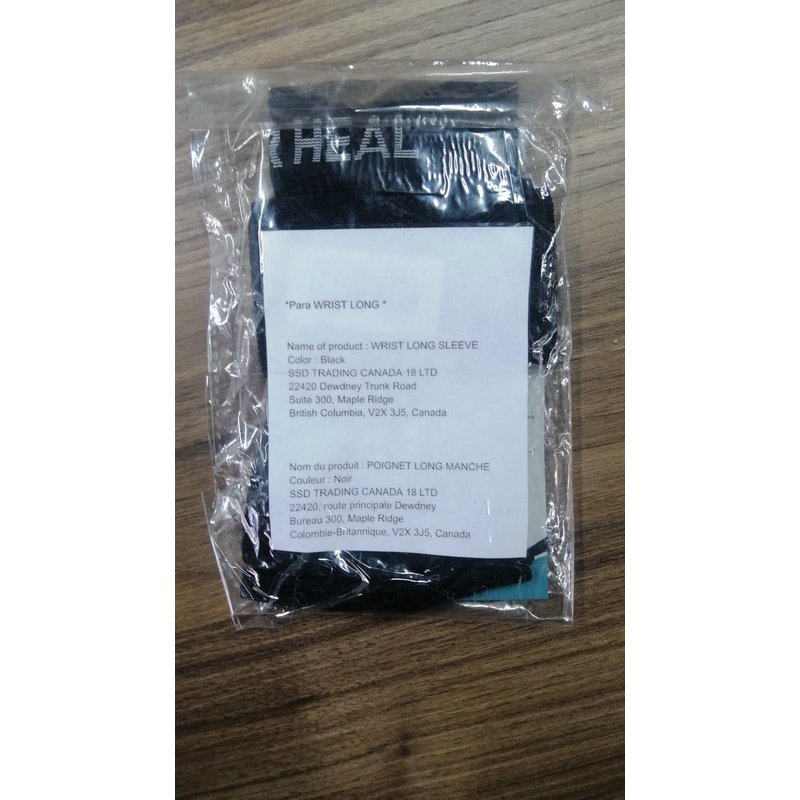 HEAL
*Para WRIST LONG *
Name of product : WRIST LONG SLEEVE
Color : Black
SSD TRADING CANADA 18 LTD
22420 Dewdney Trunk Road
Suite 300, Maple Ridge
British Columbia, V2X 3J5, Canada
Nom du produit : POIGNET LONG MANCHE
Couleur : Noir
SSD TRADING CANADA 18 LTD
22420, route principale Dewdney
Bureau 300, Maple Ridge
Colombie-Britannique, V2X 3J5, Canada